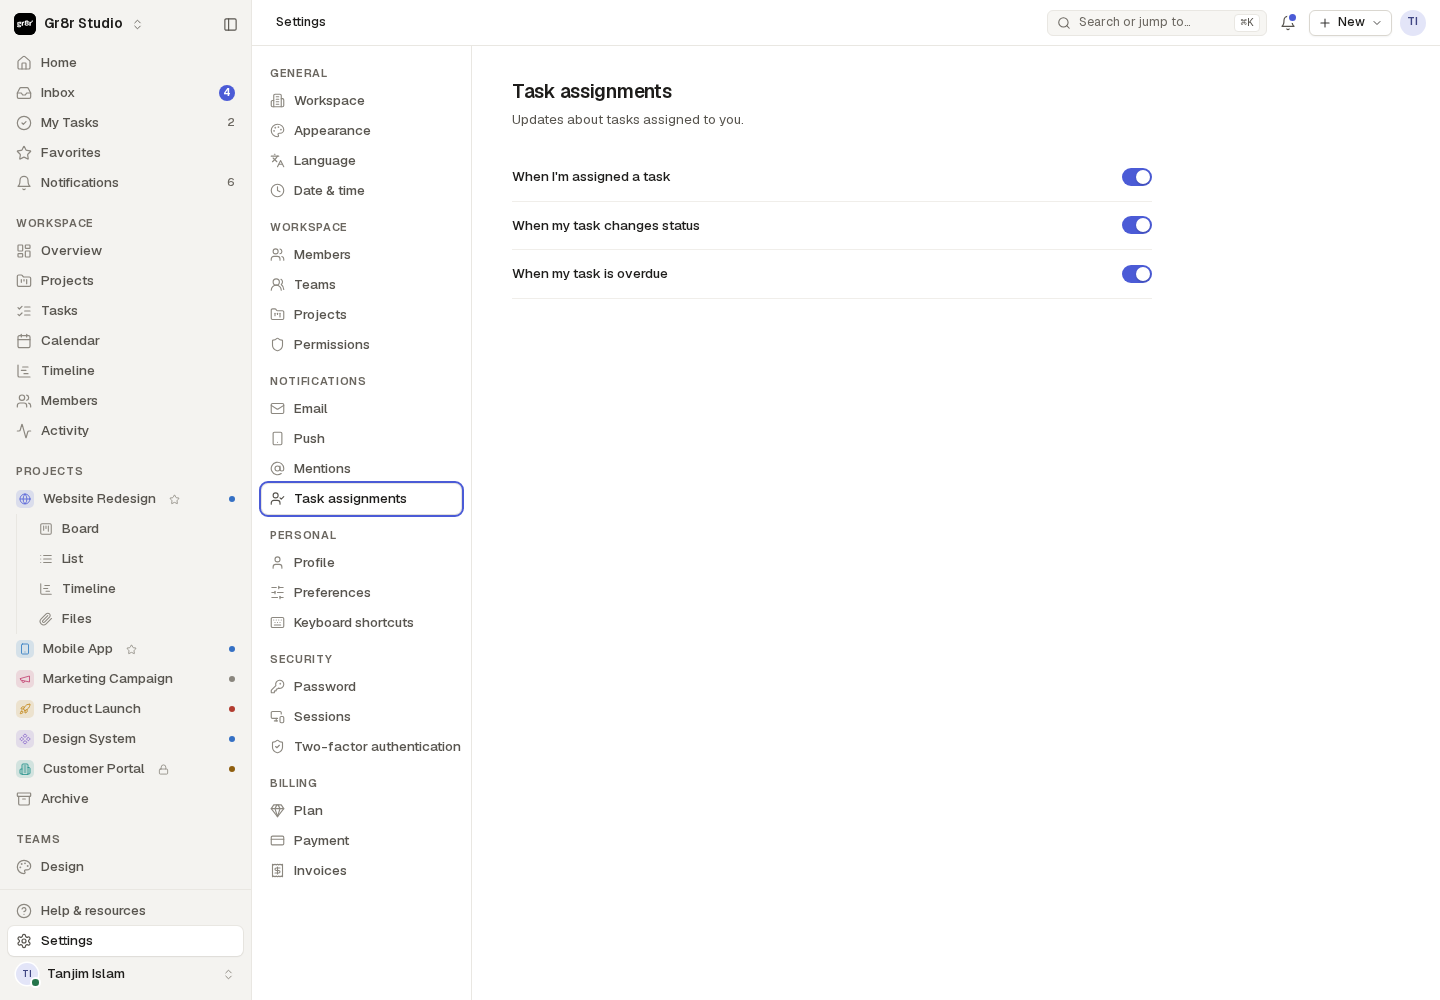 gr8r
Gr8r Studio
Home
Inbox 4
My Tasks 2
Favorites
Notifications 6
WORKSPACE
Overview
Projects
Tasks
Calendar
Timeline
Members
Activity
PROJECTS
Website Redesign
Board
List
Timeline
Files
Mobile App
Marketing Campaign
Product Launch
Design System
Customer Portal
Archive
TEAMS
Design
Help & resources
Settings
TI Tanjim Islam
Settings
Search or jump to... ⌘K
New
TI
GENERAL
Workspace
Appearance
Language
Date & time
WORKSPACE
Members
Teams
Projects
Permissions
NOTIFICATIONS
Email
Push
Mentions
Task assignments
PERSONAL
Profile
Preferences
Keyboard shortcuts
SECURITY
Password
Sessions
Two-factor authentication
BILLING
Plan
Payment
Invoices
Task assignments
Updates about tasks assigned to you.
When I'm assigned a task
When my task changes status
When my task is overdue